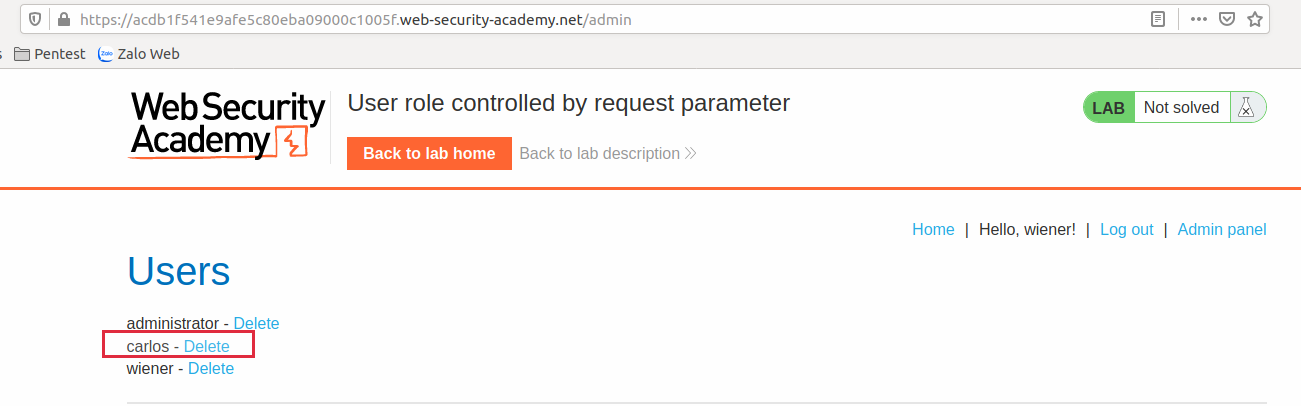 https://acdb1f541e9afe5c80eba09000c1005f.web-security-academy.net/admin
s Pentest Zalo Zalo Web
Web Security
Academy
User role controlled by request parameter
LAB Not solved
Back to lab home Back to lab description
Home | Hello, wiener! | Log out | Admin panel
Users
administrator - Delete
carlos - Delete
wiener - Delete